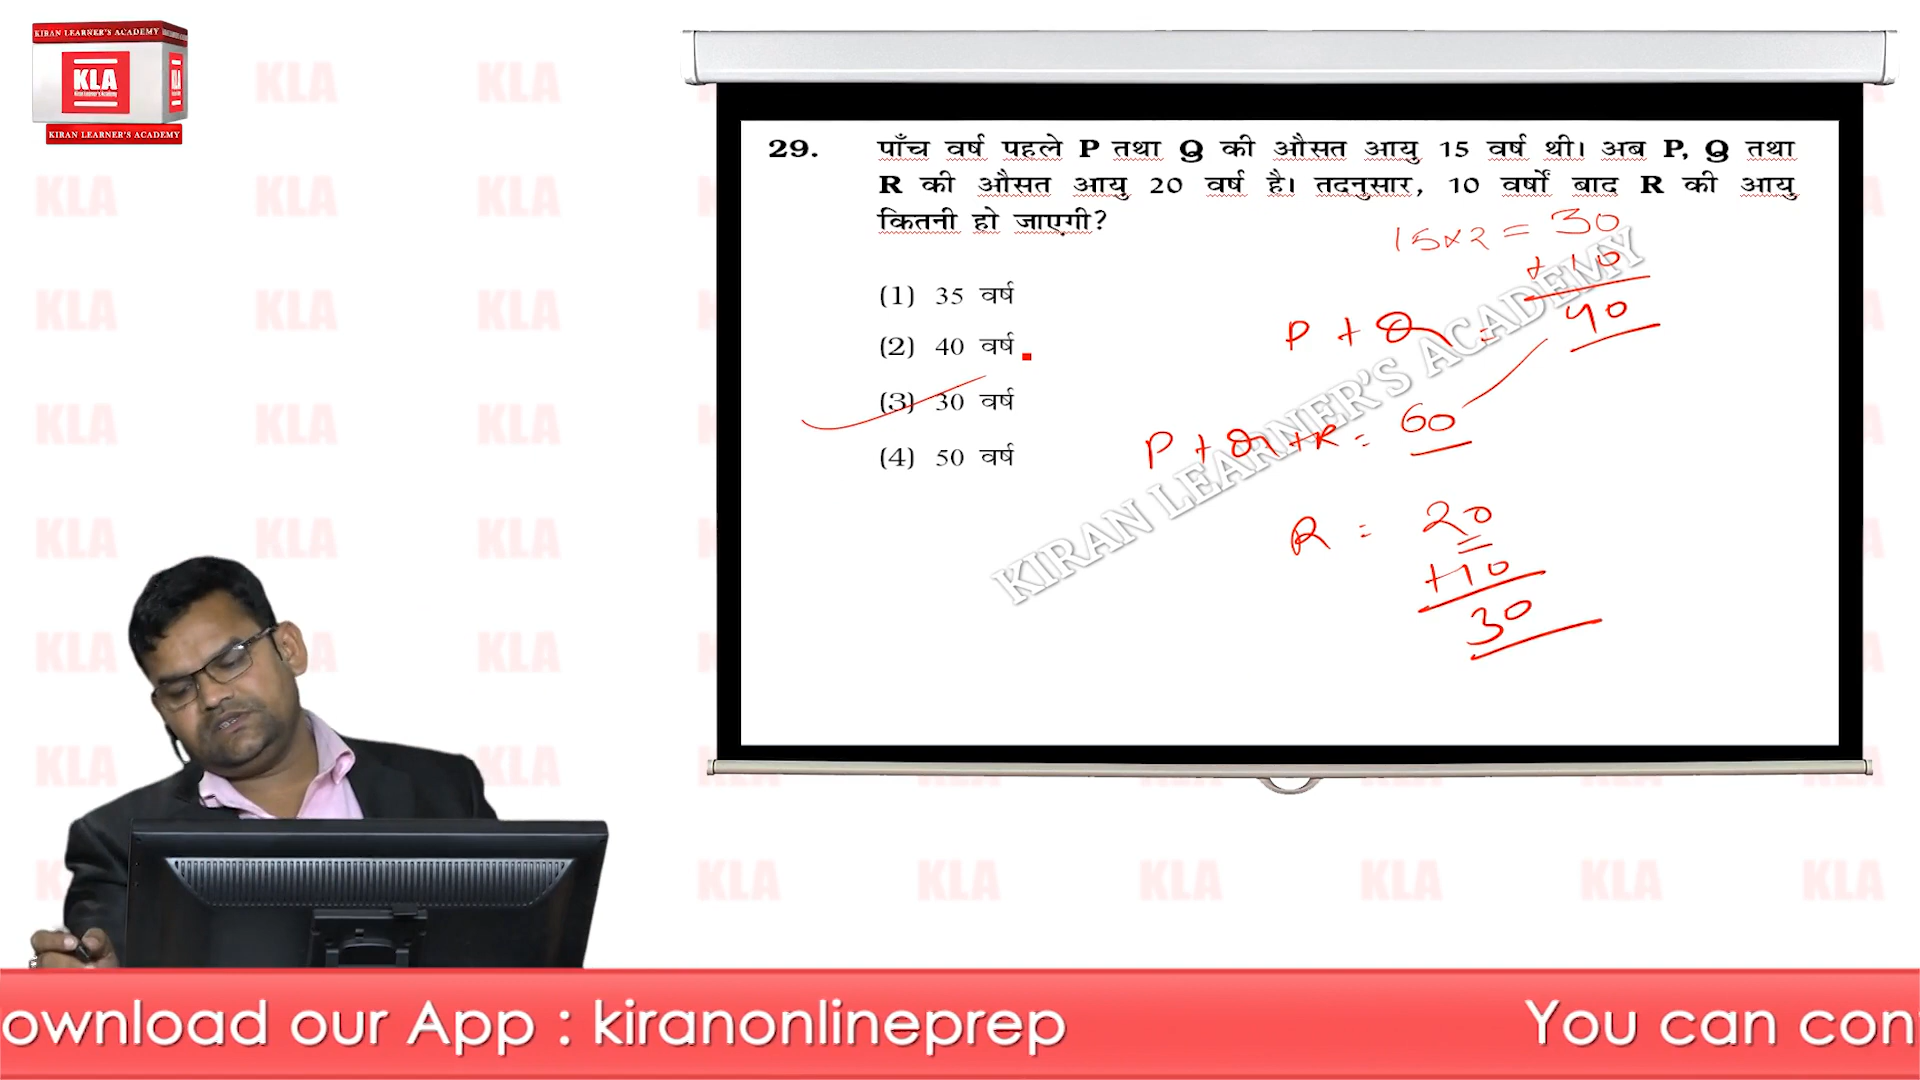 KIRAN LEARNER'S ACADEMY
KLA
Kiran Learner's Academy
KIRAN LEARNER'S ACADEMY
29. पाँच वर्ष पहले P तथा Q की औसत आयु 15 वर्ष थी। अब P, Q तथा
R की औसत आयु 20 वर्ष है। तदनुसार, 10 वर्षों बाद R की आयु
कितनी हो जाएगी?
15×2 = 30
+10
(1) 35 वर्ष
P + Q = 40
(2) 40 वर्ष
(3) 30 वर्ष
P + Q + R = 60
(4) 50 वर्ष
R = 20
+10
30
KIRAN LEARNER'S ACADEMY
ownload our App : kiranonlineprep
You can con